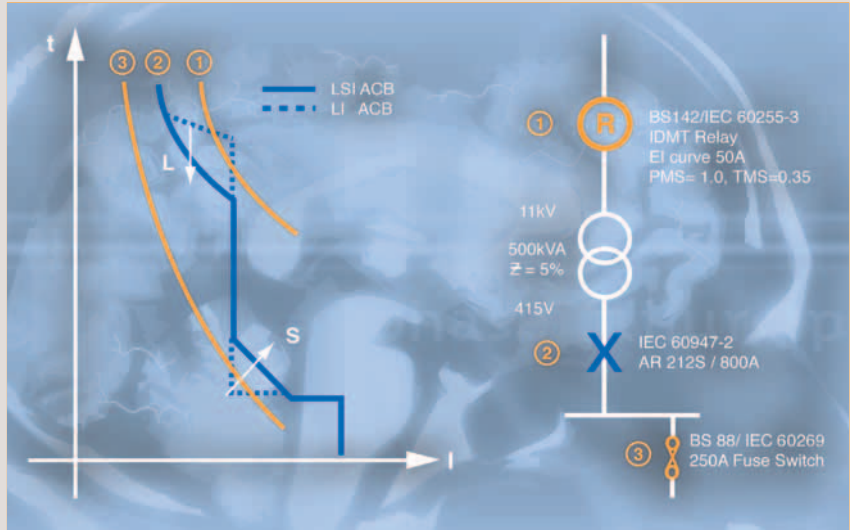 t
3
2
1
LSI ACB
LI ACB
L
S
I
1
R
BS142/IEC 60255-3
IDMT Relay
EI curve 50A
PMS= 1.0, TMS=0.35
11kV
500kVA
Z = 5%
415V
2
IEC 60947-2
AR 212S / 800A
3
BS 88/ IEC 60269
250A Fuse Switch